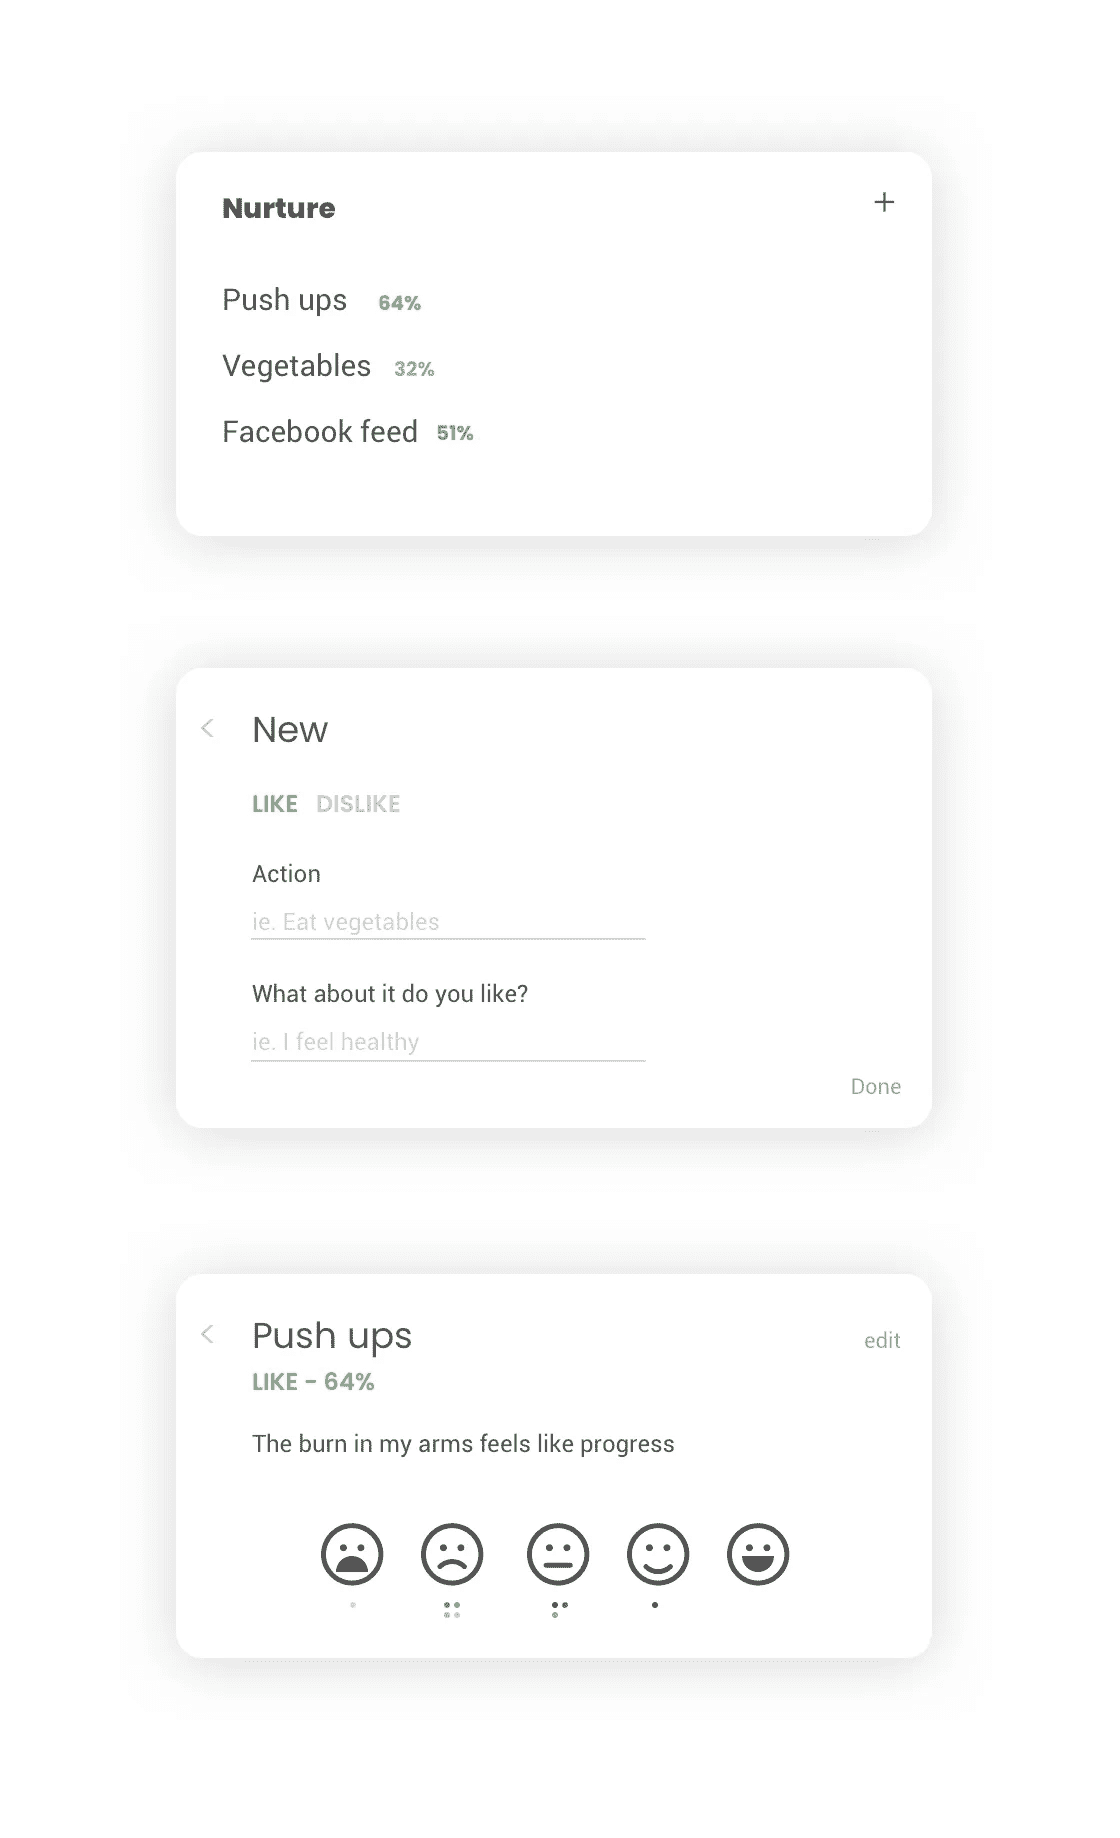 Nurture
+
Push ups 64%
Vegetables 32%
Facebook feed 51%
New
LIKE DISLIKE
Action
ie. Eat vegetables
What about it do you like?
ie. I feel healthy
Done
Push ups
edit
LIKE - 64%
The burn in my arms feels like progress